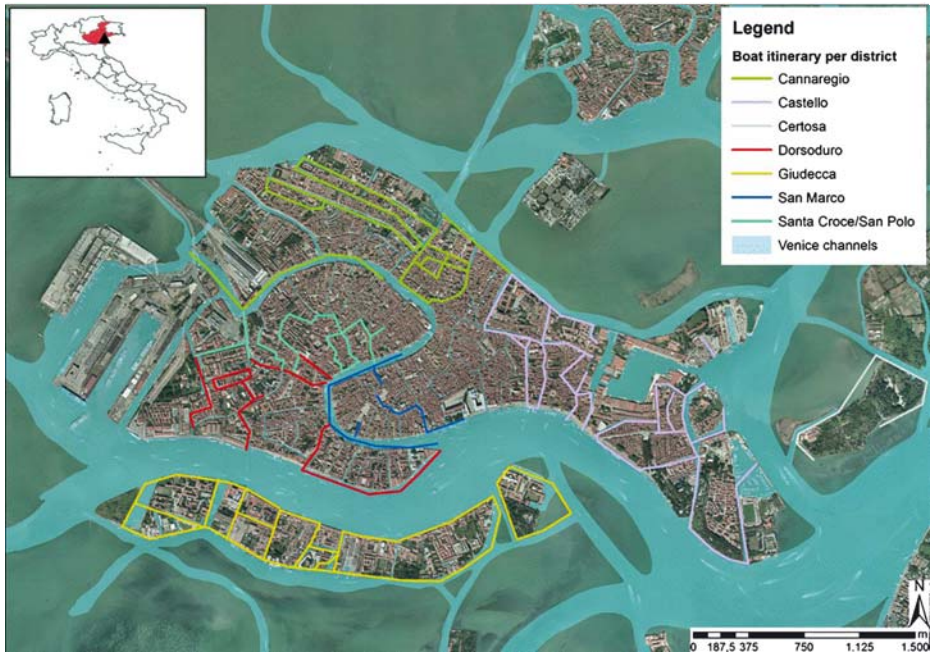 Legend
Boat itinerary per district
Cannaregio
Castello
Certosa
Dorsoduro
Giudecca
San Marco
Santa Croce/San Polo
Venice channels
N
m
0 187,5 375 750 1.125 1.500